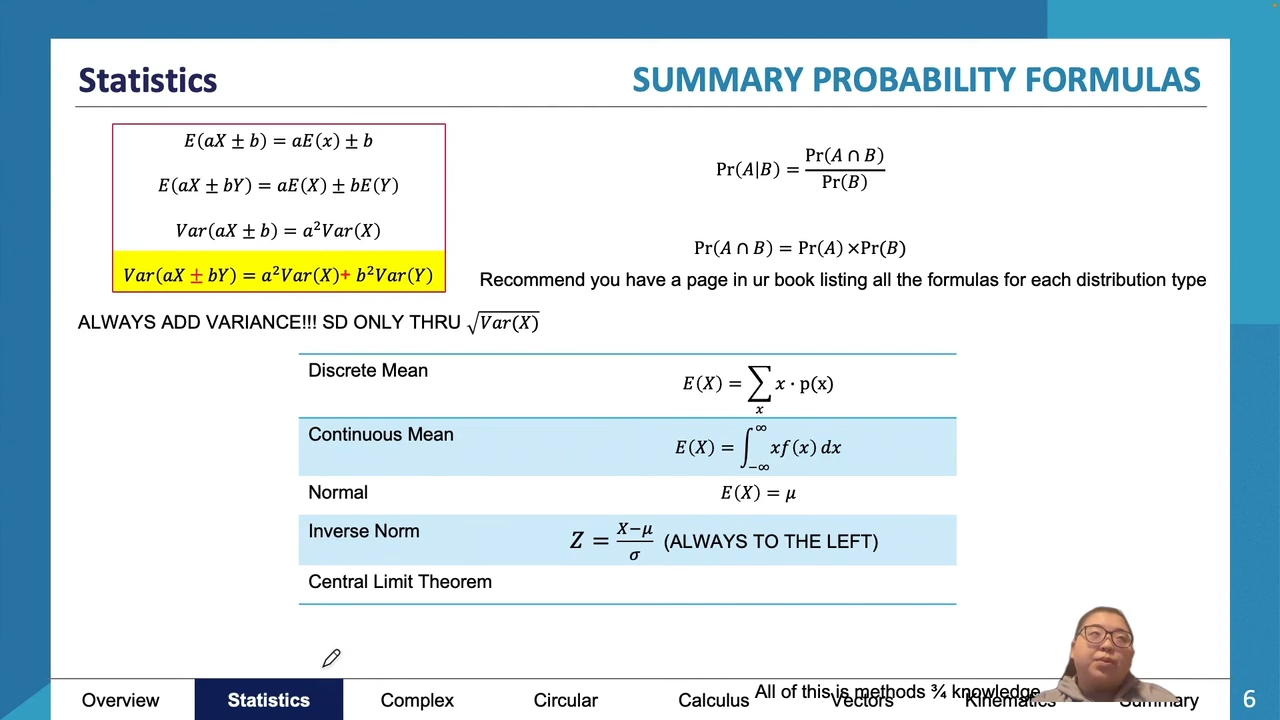 Statistics
SUMMARY PROBABILITY FORMULAS
E(aX ± b) = aE(x) ± b
E(aX ± bY) = aE(X) ± bE(Y)
Var(aX ± b) = a²Var(X)
Var(aX ± bY) = a²Var(X)+ b²Var(Y)
Pr(A|B) = Pr(A ∩ B) / Pr(B)
Pr(A ∩ B) = Pr(A) ×Pr(B)
Recommend you have a page in ur book listing all the formulas for each distribution type
ALWAYS ADD VARIANCE!!! SD ONLY THRU √Var(X)
Discrete Mean E(X) = ∑ₓ x · p(x)
Continuous Mean E(X) = ∫₋∞^∞ xf(x) dx
Normal E(X) = μ
Inverse Norm Z = X−μ / σ (ALWAYS TO THE LEFT)
Central Limit Theorem
All of this is methods ¾ knowledge
Overview Statistics Complex Circular Calculus Vectors Kinematics Summary 6